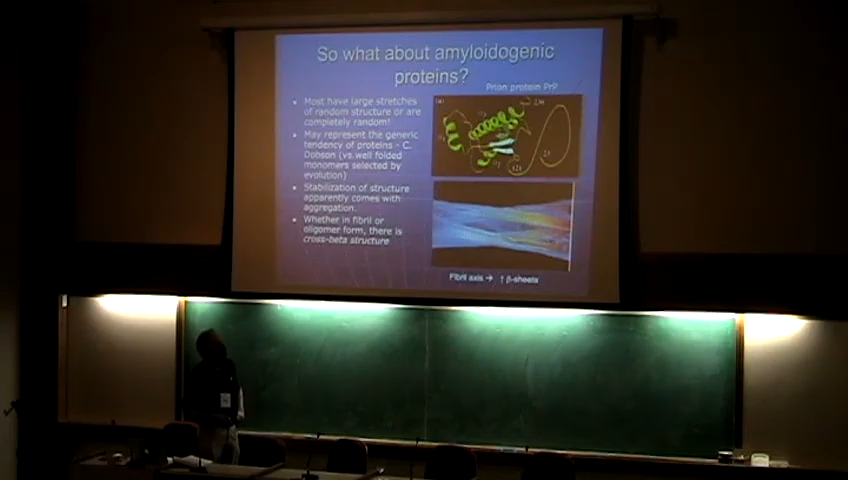 So what about amyloidogenic
proteins?
Prion protein PrP
• Most have large stretches
of random structure or are
completely random!
• May represent the generic
tendency of proteins - C.
Dobson (vs.well folded
monomers selected by
evolution)
• Stabilization of structure
apparently comes with
aggregation.
• Whether in fibril or
oligomer form, there is
cross-beta structure
Fibril axis → ↑ β-sheets